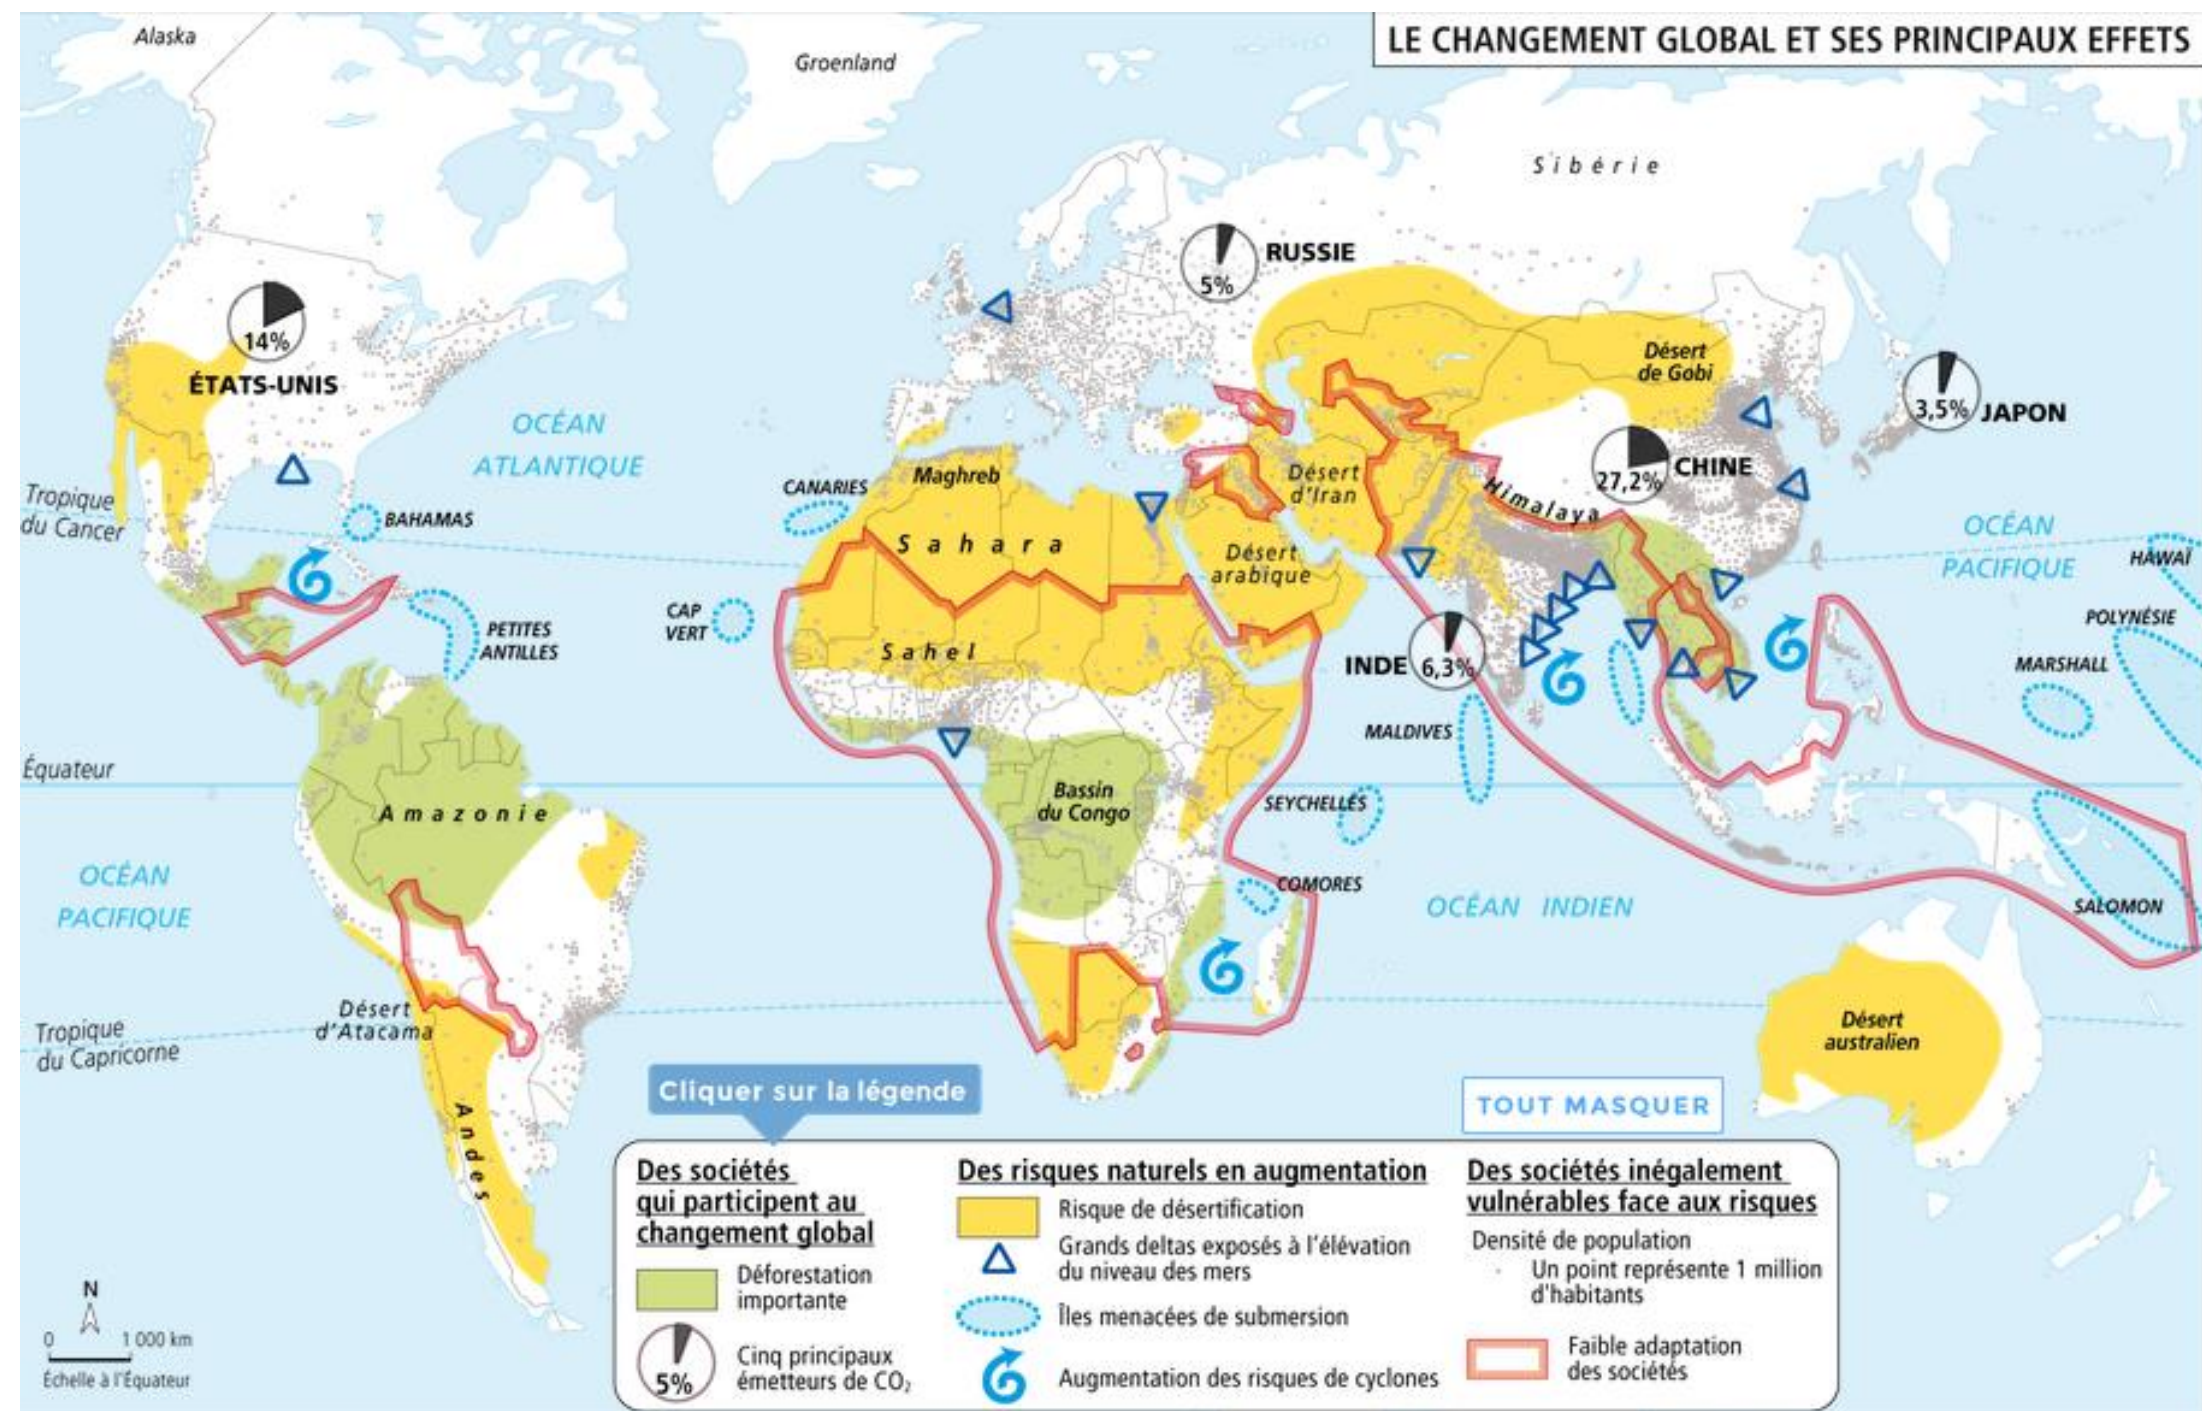 LE CHANGEMENT GLOBAL ET SES PRINCIPAUX EFFETS
Alaska
Groenland
Sibérie
RUSSIE
5%
14%
ÉTATS-UNIS
Désert
de Gobi
3,5%
JAPON
OCÉAN
ATLANTIQUE
27,2%
CHINE
Maghreb
CANARIES
Désert
d'Iran
Himalaya
Tropique
du Cancer
BAHAMAS
Sahara
Désert
arabique
OCÉAN
PACIFIQUE
HAWAÏ
CAP
VERT
PETITES
ANTILLES
Sahel
INDE
6,3%
POLYNÉSIE
MARSHALL
MALDIVES
Équateur
Amazonie
Bassin
du Congo
SEYCHELLES
COMORES
OCÉAN
PACIFIQUE
OCÉAN INDIEN
SALOMON
Désert
d'Atacama
Tropique
du Capricorne
Désert
australien
Andes
Cliquer sur la légende
TOUT MASQUER
Des sociétés
qui participent au
changement global
Déforestation
importante
5%
Cinq principaux
émetteurs de CO₂
Des risques naturels en augmentation
Risque de désertification
Grands deltas exposés à l'élévation
du niveau des mers
Îles menacées de submersion
Augmentation des risques de cyclones
Des sociétés inégalement
vulnérables face aux risques
Densité de population
Un point représente 1 million
d'habitants
Faible adaptation
des sociétés
N
0 1 000 km
Échelle à l'Équateur